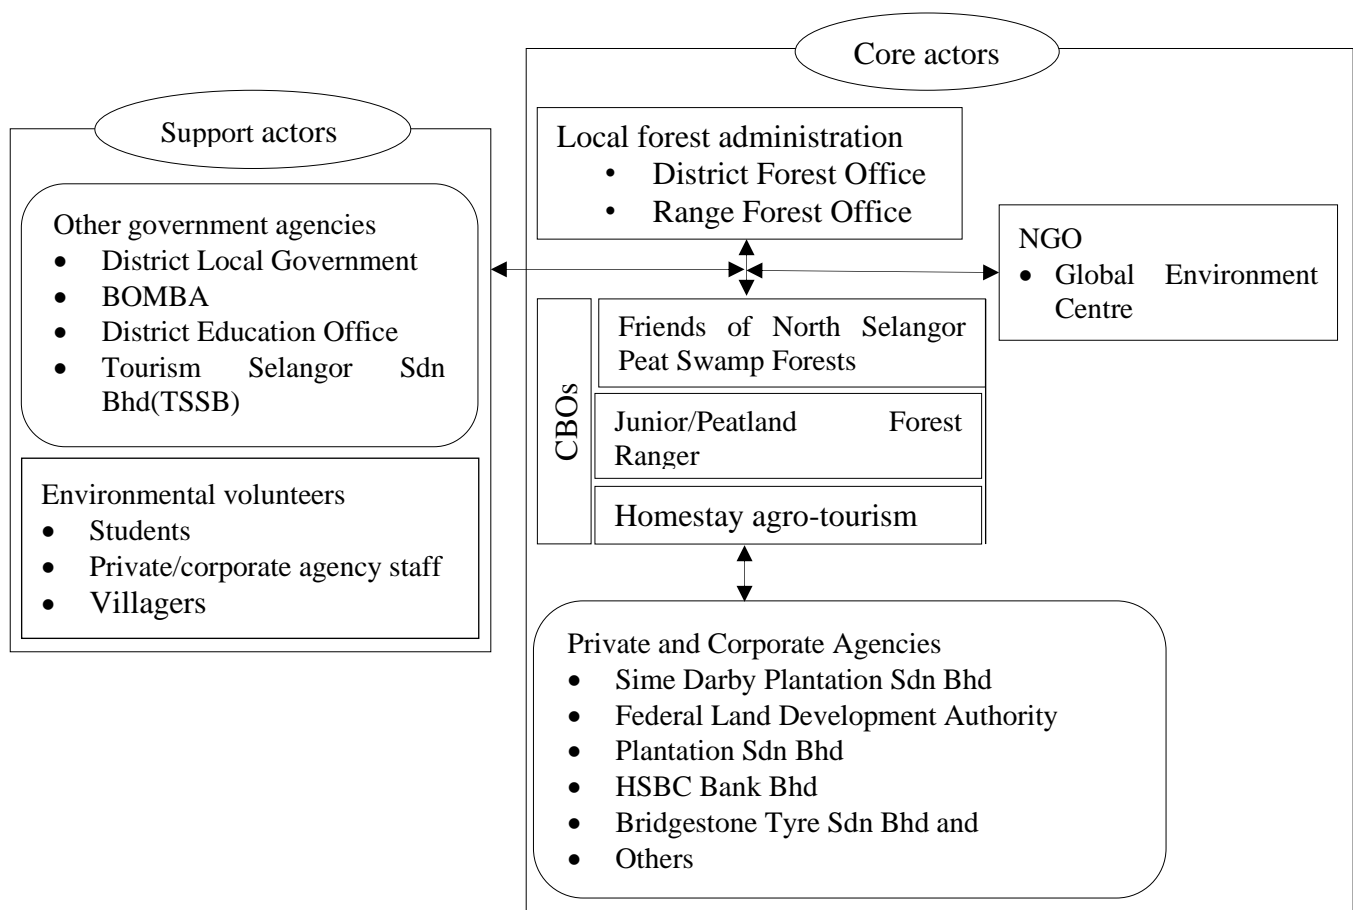 Core actors
Support actors
Local forest administration
• District Forest Office
• Range Forest Office
Other government agencies
• District Local Government
• BOMBA
• District Education Office
• Tourism Selangor Sdn
Bhd(TSSB)
NGO
• Global Environment
Centre
CBOs
Friends of North Selangor
Peat Swamp Forests
Junior/Peatland Forest
Ranger
Homestay agro-tourism
Environmental volunteers
• Students
• Private/corporate agency staff
• Villagers
Private and Corporate Agencies
• Sime Darby Plantation Sdn Bhd
• Federal Land Development Authority
• Plantation Sdn Bhd
• HSBC Bank Bhd
• Bridgestone Tyre Sdn Bhd and
• Others